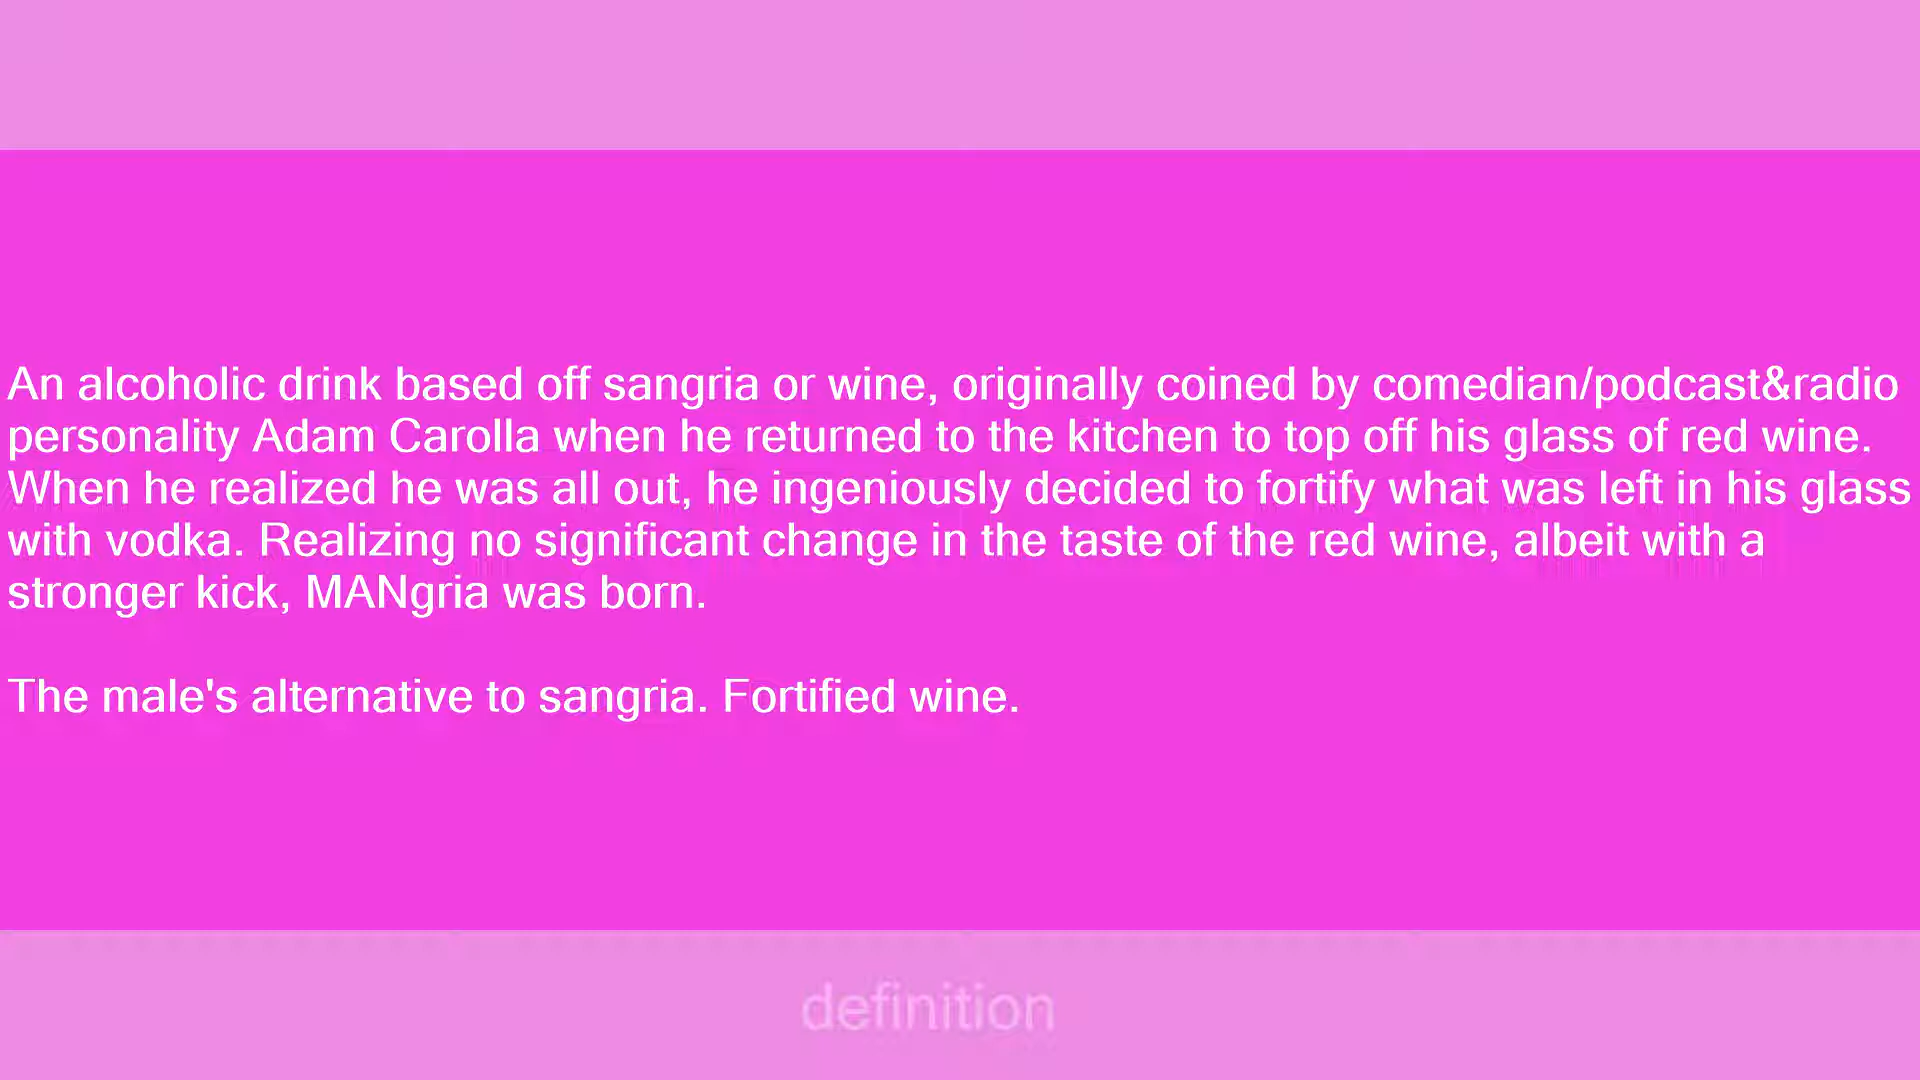 An alcoholic drink based off sangria or wine, originally coined by comedian/podcast&radio
personality Adam Carolla when he returned to the kitchen to top off his glass of red wine.
When he realized he was all out, he ingeniously decided to fortify what was left in his glass
with vodka. Realizing no significant change in the taste of the red wine, albeit with a
stronger kick, MANgria was born.
The male's alternative to sangria. Fortified wine.
definition